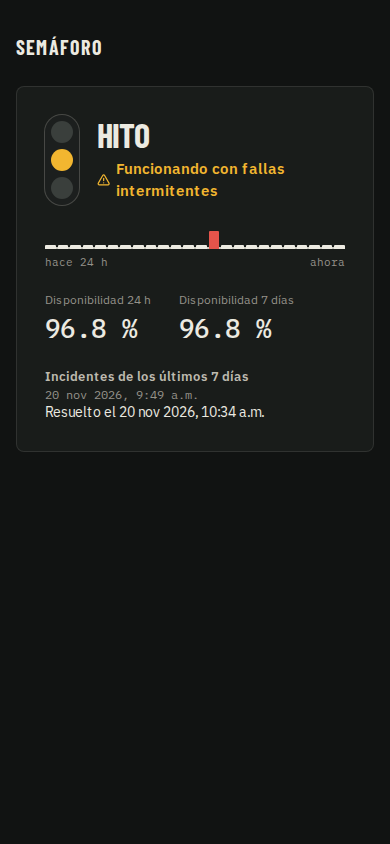 SEMÁFORO
HITO
Funcionando con fallas
intermitentes
hace 24 h
ahora
Disponibilidad 24 h
Disponibilidad 7 días
96.8 %
96.8 %
Incidentes de los últimos 7 días
20 nov 2026, 9:49 a.m.
Resuelto el 20 nov 2026, 10:34 a.m.